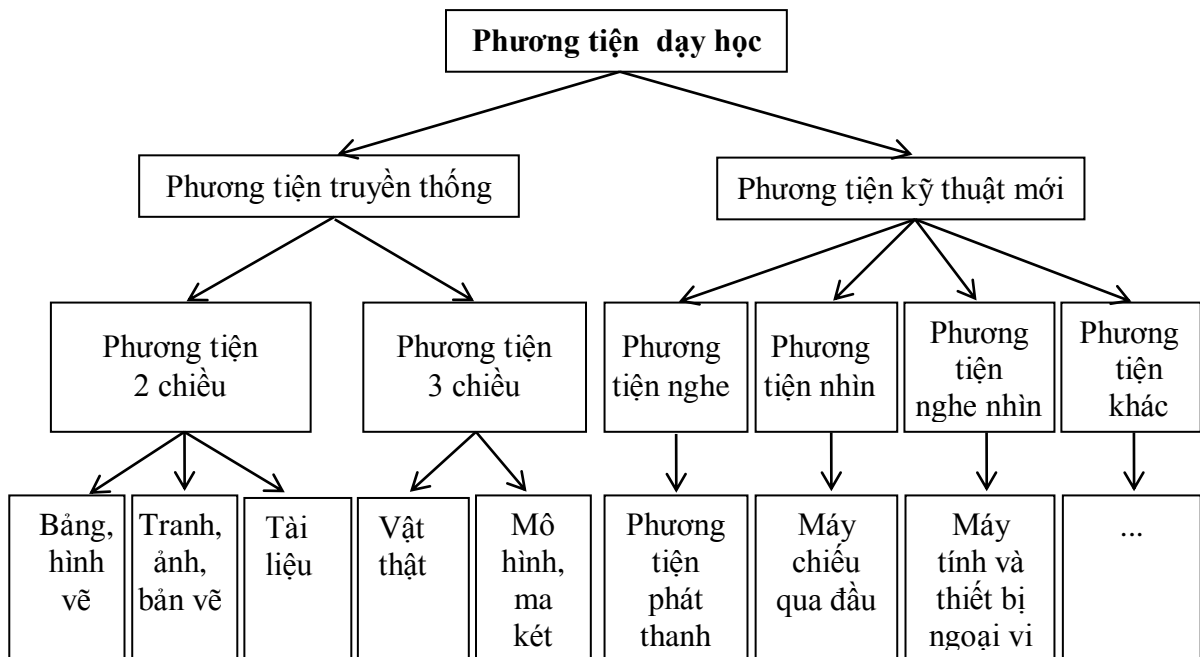 Phương tiện dạy học
Phương tiện truyền thống
Phương tiện kỹ thuật mới
Phương tiện
2 chiều
Phương tiện
3 chiều
Phương
tiện nghe
Phương
tiện nhìn
Phương
tiện
nghe nhìn
Phương
tiện
khác
Bảng,
hình
vẽ
Tranh,
ảnh,
bản vẽ
Tài
liệu
Vật
thật
Mô
hình,
ma
két
Phương
tiện
phát
thanh
Máy
chiếu
qua đầu
Máy
tính và
thiết bị
ngoại vi
...